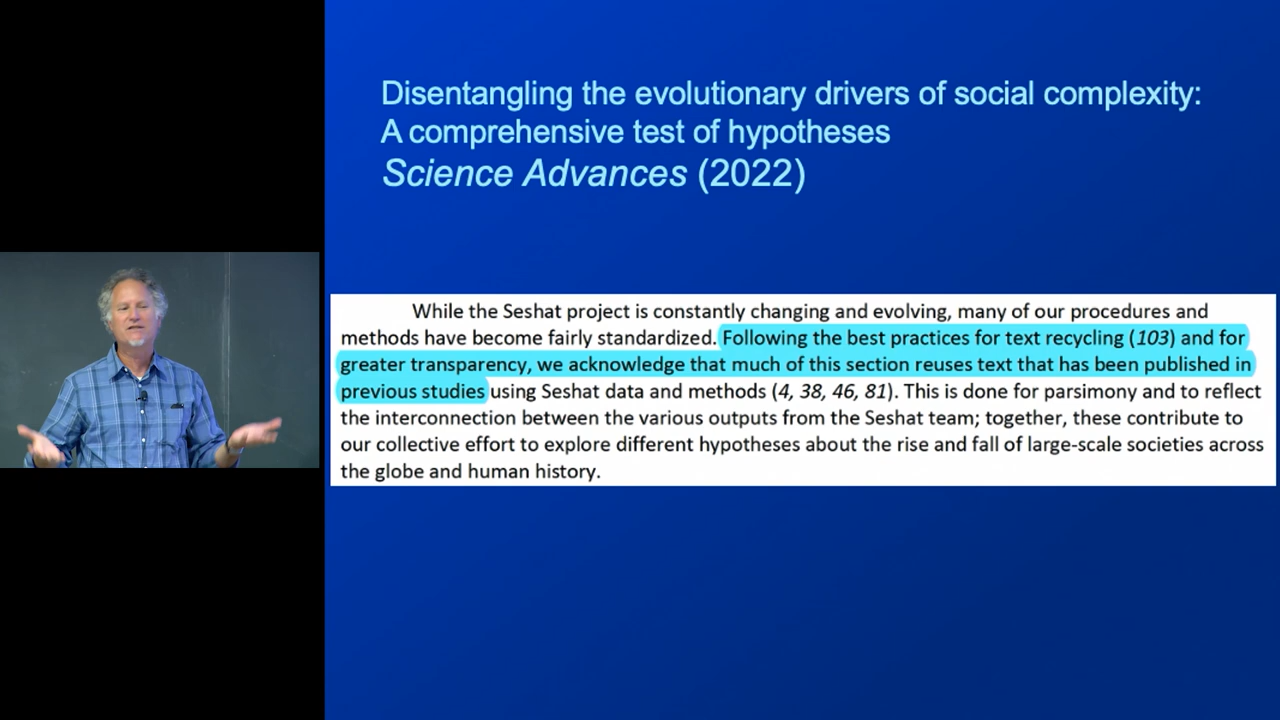 Disentangling the evolutionary drivers of social complexity:
A comprehensive test of hypotheses
Science Advances (2022)
While the Seshat project is constantly changing and evolving, many of our procedures and
methods have become fairly standardized. Following the best practices for text recycling (103) and for
greater transparency, we acknowledge that much of this section reuses text that has been published in
previous studies using Seshat data and methods (4, 38, 46, 81). This is done for parsimony and to reflect
the interconnection between the various outputs from the Seshat team; together, these contribute to
our collective effort to explore different hypotheses about the rise and fall of large-scale societies across
the globe and human history.